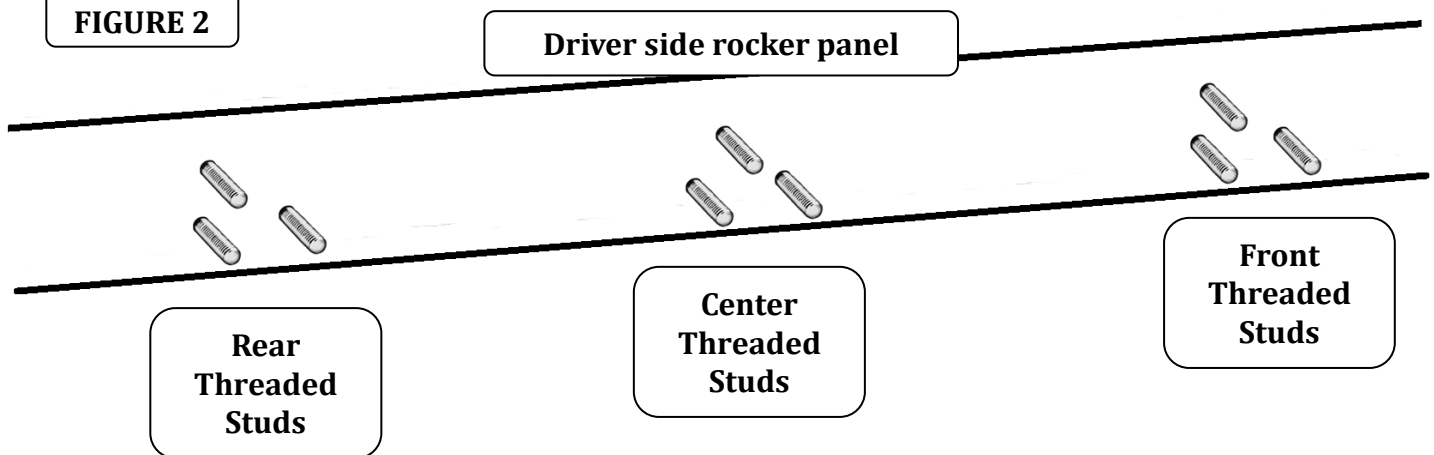 FIGURE 2
Driver side rocker panel
Rear
Threaded
Studs
Center
Threaded
Studs
Front
Threaded
Studs